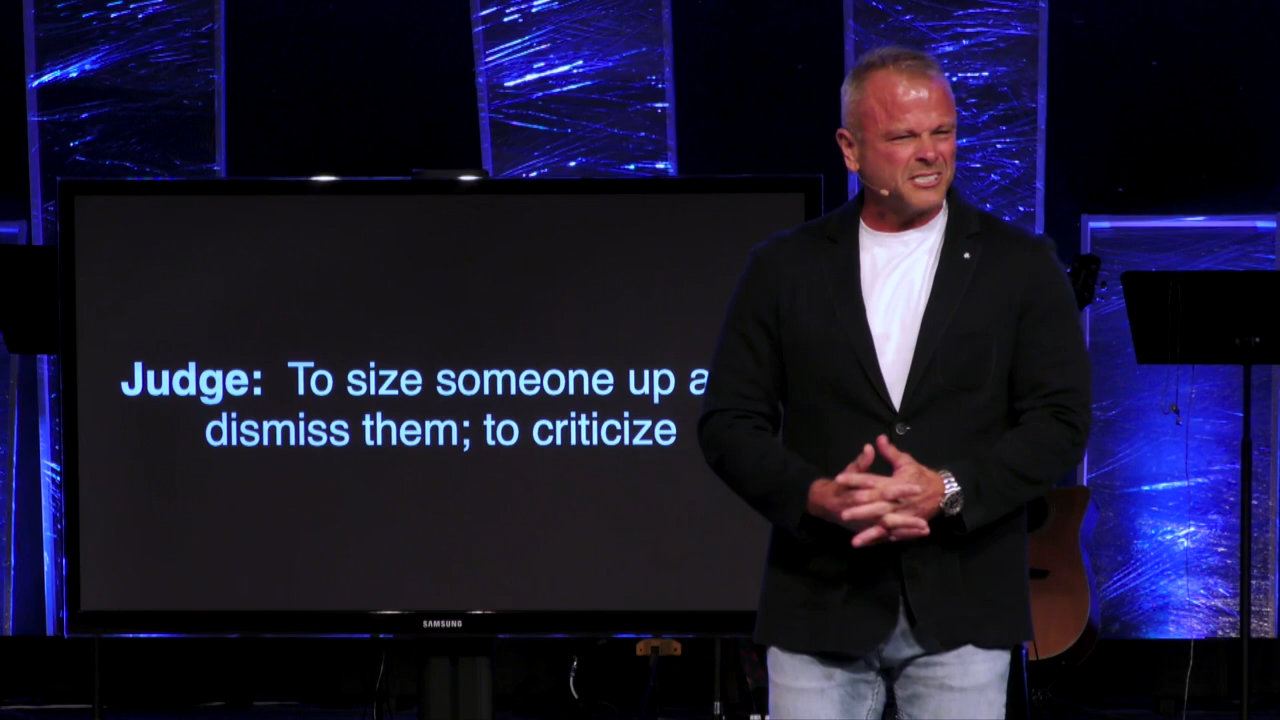 Judge: To size someone up a
dismiss them; to criticize
SAMSUNG